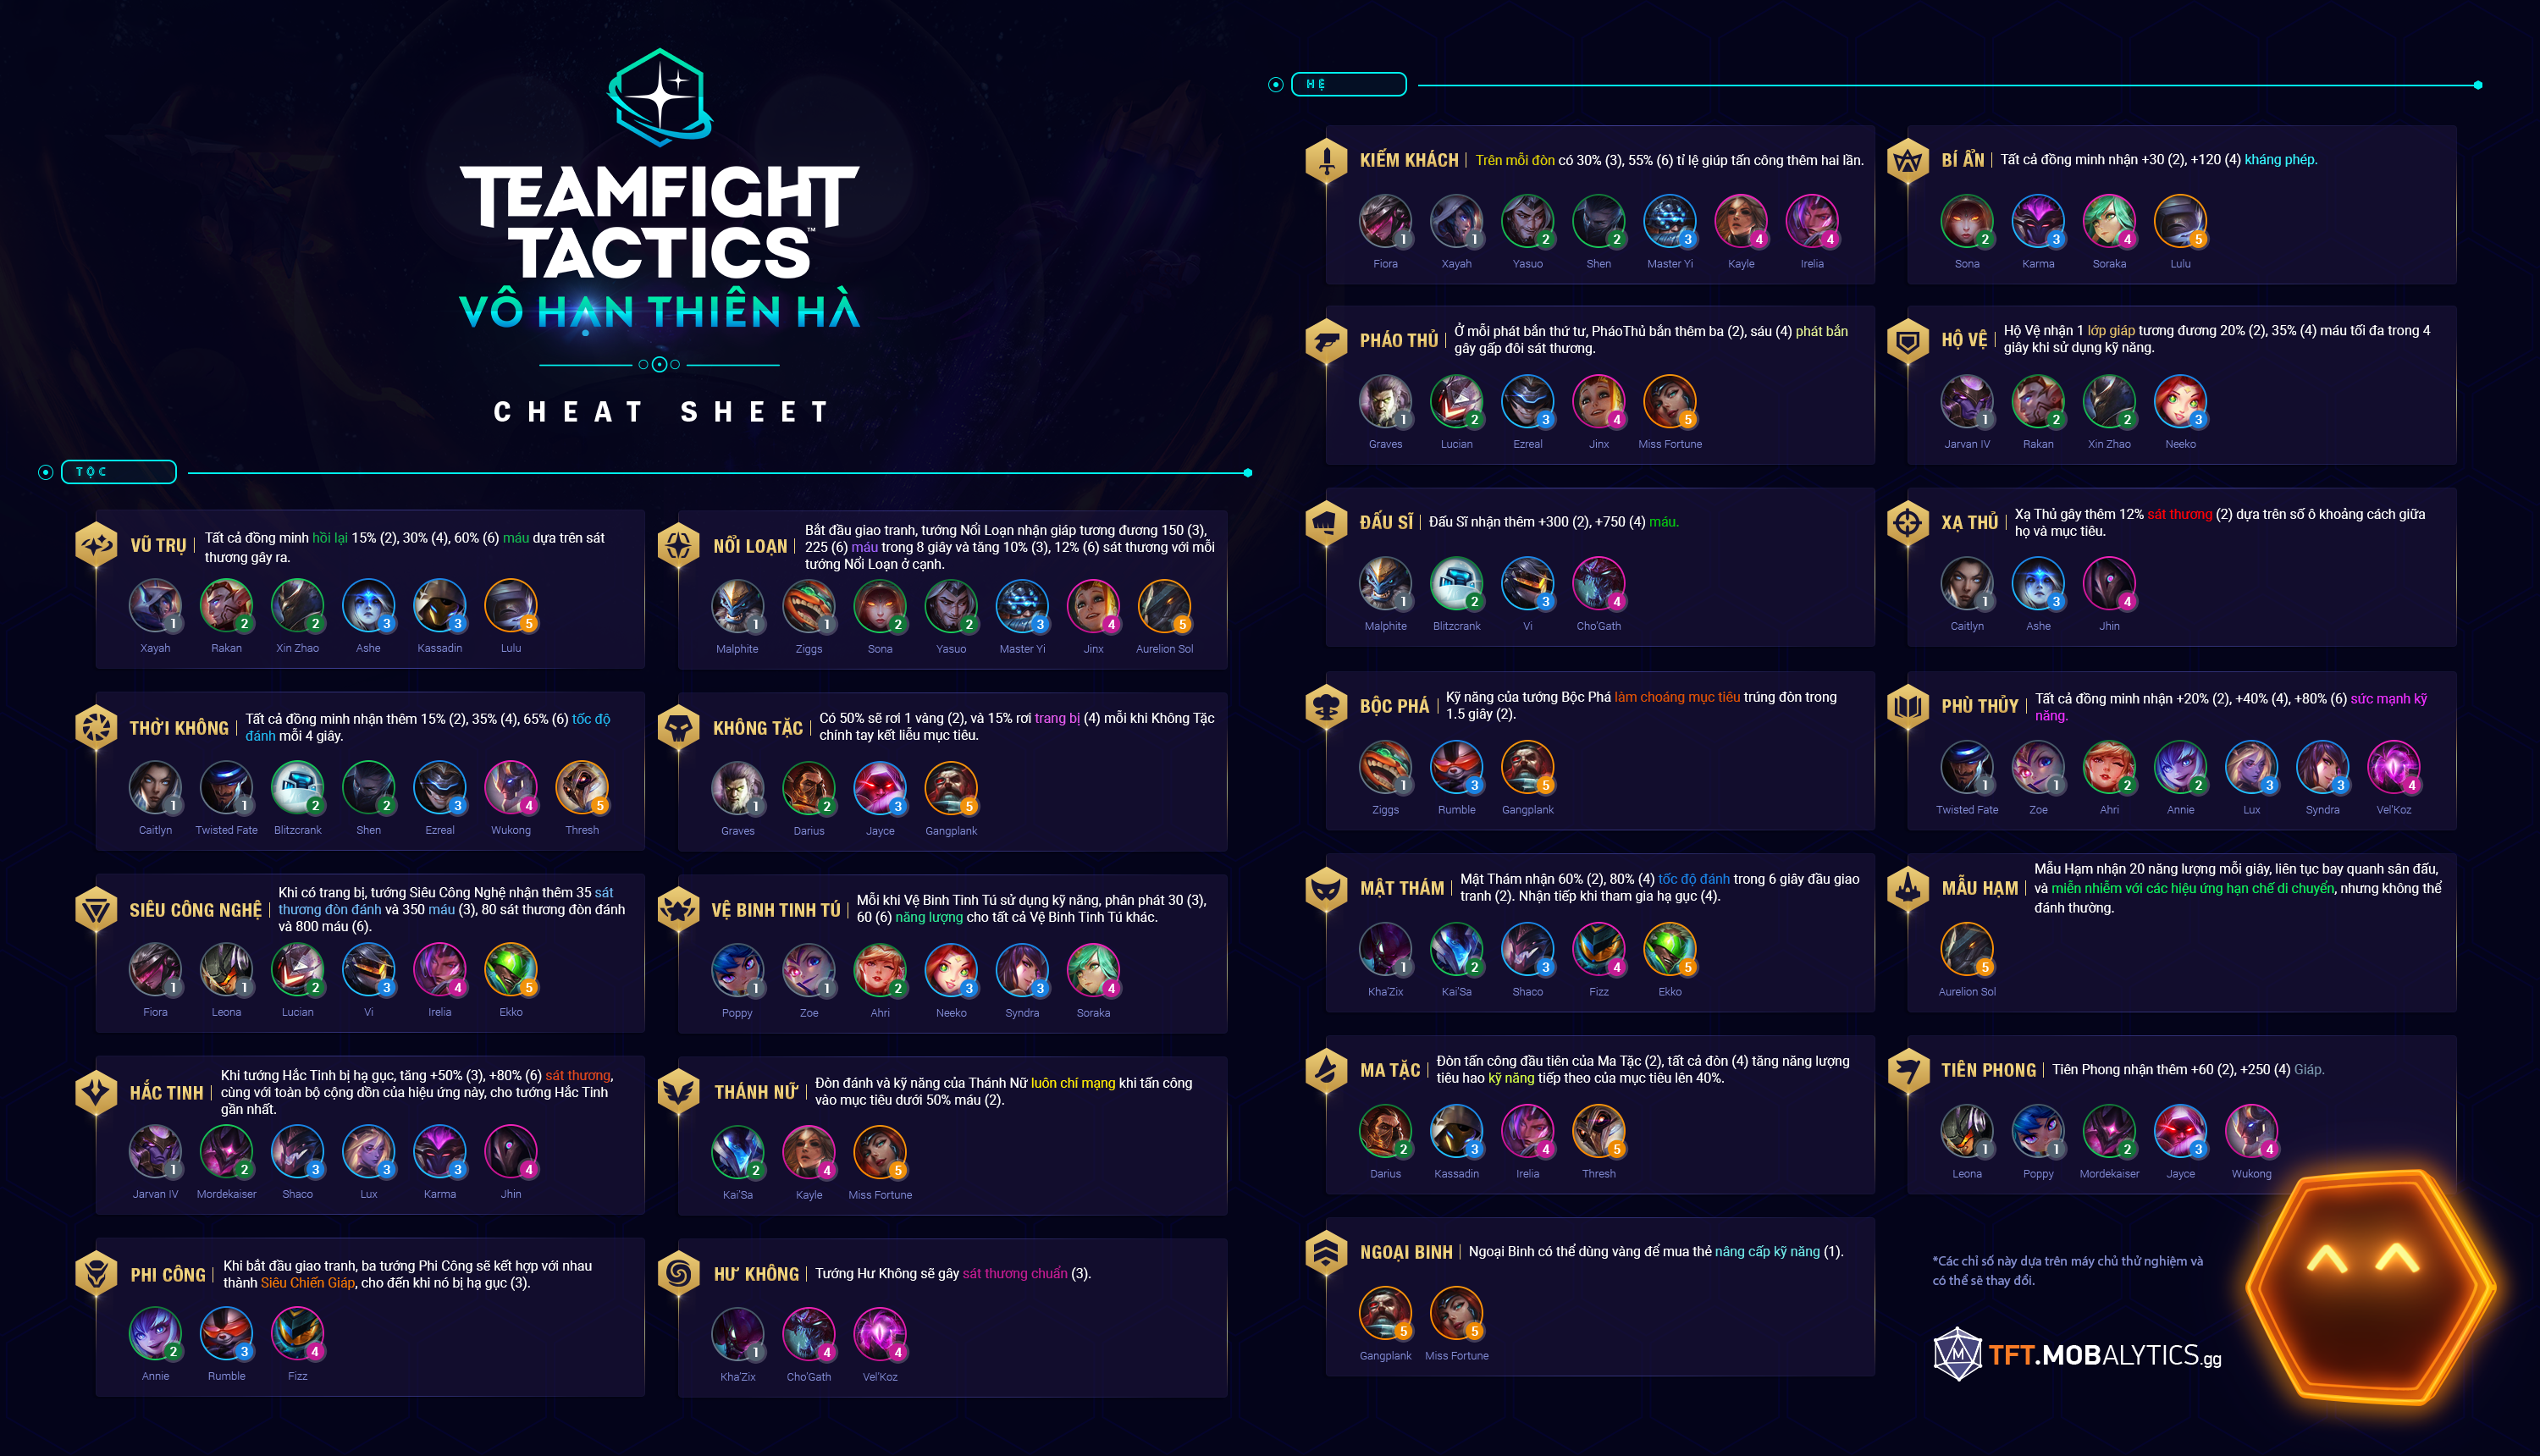 TEAMFIGHT
TACTICS™
VÔ HẠN THIÊN HÀ
CHEAT SHEET
TỘC
VŨ TRỤ
Tất cả đồng minh hồi lại 15% (2), 30% (4), 60% (6) máu dựa trên sát
thương gây ra.
1 2 2 3 3 5
Xayah Rakan Xin Zhao Ashe Kassadin Lulu
NỔI LOẠN
Bắt đầu giao tranh, tướng Nổi Loạn nhận giáp tương đương 150 (3),
225 (6) máu trong 8 giây và tăng 10% (3), 12% (6) sát thương với mỗi
tướng Nổi Loạn ở cạnh.
1 1 2 2 3 4 5
Malphite Ziggs Sona Yasuo Master Yi Jinx Aurelion Sol
THỜI KHÔNG
Tất cả đồng minh nhận thêm 15% (2), 35% (4), 65% (6) tốc độ
đánh mỗi 4 giây.
1 1 2 2 3 4 5
Caitlyn Twisted Fate Blitzcrank Shen Ezreal Wukong Thresh
KHÔNG TẶC
Có 50% sẽ rơi 1 vàng (2), và 15% rơi trang bị (4) mỗi khi Không Tặc
chính tay kết liễu mục tiêu.
1 2 3 5
Graves Darius Jayce Gangplank
SIÊU CÔNG NGHỆ
Khi có trang bị, tướng Siêu Công Nghệ nhận thêm 35 sát
thương đòn đánh và 350 máu (3), 80 sát thương đòn đánh
và 800 máu (6).
1 1 2 3 4 5
Fiora Leona Lucian Vi Irelia Ekko
VỆ BINH TINH TÚ
Mỗi khi Vệ Binh Tinh Tú sử dụng kỹ năng, phân phát 30 (3),
60 (6) năng lượng cho tất cả Vệ Binh Tinh Tú khác.
1 1 2 3 3 4
Poppy Zoe Ahri Neeko Syndra Soraka
HẮC TINH
Khi tướng Hắc Tinh bị hạ gục, tăng +50% (3), +80% (6) sát thương,
cùng với toàn bộ cộng dồn của hiệu ứng này, cho tướng Hắc Tinh
gần nhất.
1 2 3 3 3 4
Jarvan IV Mordekaiser Shaco Lux Karma Jhin
THÁNH NỮ
Đòn đánh và kỹ năng của Thánh Nữ luôn chí mạng khi tấn công
vào mục tiêu dưới 50% máu (2).
2 4 5
Kai'Sa Kayle Miss Fortune
PHI CÔNG
Khi bắt đầu giao tranh, ba tướng Phi Công sẽ kết hợp với nhau
thành Siêu Chiến Giáp, cho đến khi nó bị hạ gục (3).
2 3 4
Annie Rumble Fizz
HƯ KHÔNG
Tướng Hư Không sẽ gây sát thương chuẩn (3).
1 4 4
Kha'Zix Cho'Gath Vel'Koz
HỆ
KIẾM KHÁCH
Trên mỗi đòn có 30% (3), 55% (6) tỉ lệ giúp tấn công thêm hai lần.
1 1 2 2 3 4 4
Fiora Xayah Yasuo Shen Master Yi Kayle Irelia
BÍ ẨN
Tất cả đồng minh nhận +30 (2), +120 (4) kháng phép.
2 3 4 5
Sona Karma Soraka Lulu
PHÁO THỦ
Ở mỗi phát bắn thứ tư, PháoThủ bắn thêm ba (2), sáu (4) phát bắn
gây gấp đôi sát thương.
1 2 3 4 5
Graves Lucian Ezreal Jinx Miss Fortune
HỘ VỆ
Hộ Vệ nhận 1 lớp giáp tương đương 20% (2), 35% (4) máu tối đa trong 4
giây khi sử dụng kỹ năng.
1 2 2 3
Jarvan IV Rakan Xin Zhao Neeko
ĐẤU SĨ
Đấu Sĩ nhận thêm +300 (2), +750 (4) máu.
1 2 3 4
Malphite Blitzcrank Vi Cho'Gath
XẠ THỦ
Xạ Thủ gây thêm 12% sát thương (2) dựa trên số ô khoảng cách giữa
họ và mục tiêu.
1 3 4
Caitlyn Ashe Jhin
BỘC PHÁ
Kỹ năng của tướng Bộc Phá làm choáng mục tiêu trúng đòn trong
1.5 giây (2).
1 3 5
Ziggs Rumble Gangplank
PHÙ THỦY
Tất cả đồng minh nhận +20% (2), +40% (4), +80% (6) sức mạnh kỹ
năng.
1 1 2 2 3 3 4
Twisted Fate Zoe Ahri Annie Lux Syndra Vel'Koz
MẬT THÁM
Mật Thám nhận 60% (2), 80% (4) tốc độ đánh trong 6 giây đầu giao
tranh (2). Nhận tiếp khi tham gia hạ gục (4).
1 2 3 4 5
Kha'Zix Kai'Sa Shaco Fizz Ekko
MẪU HẠM
Mẫu Hạm nhận 20 năng lượng mỗi giây, liên tục bay quanh sân đấu,
và miễn nhiễm với các hiệu ứng hạn chế di chuyển, nhưng không thể
đánh thường.
5
Aurelion Sol
MA TẶC
Đòn tấn công đầu tiên của Ma Tặc (2), tất cả đòn (4) tăng năng lượng
tiêu hao kỹ năng tiếp theo của mục tiêu lên 40%.
2 3 4 5
Darius Kassadin Irelia Thresh
TIÊN PHONG
Tiên Phong nhận thêm +60 (2), +250 (4) Giáp.
1 1 2 3 4
Leona Poppy Mordekaiser Jayce Wukong
NGOẠI BINH
Ngoại Binh có thể dùng vàng để mua thẻ nâng cấp kỹ năng (1).
5 5
Gangplank Miss Fortune
*Các chỉ số này dựa trên máy chủ thử nghiệm và
có thể sẽ thay đổi.
M TFT.MOBALYTICS.gg